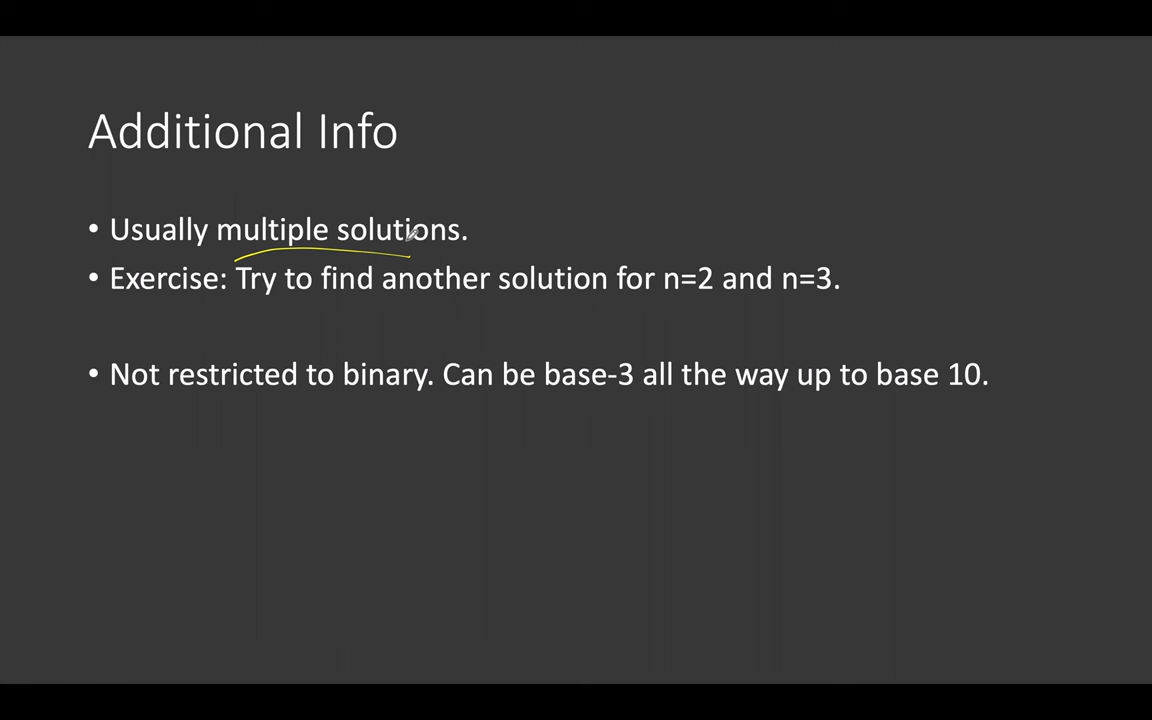 Additional Info
• Usually multiple solutions.
• Exercise: Try to find another solution for n=2 and n=3.
• Not restricted to binary. Can be base-3 all the way up to base 10.